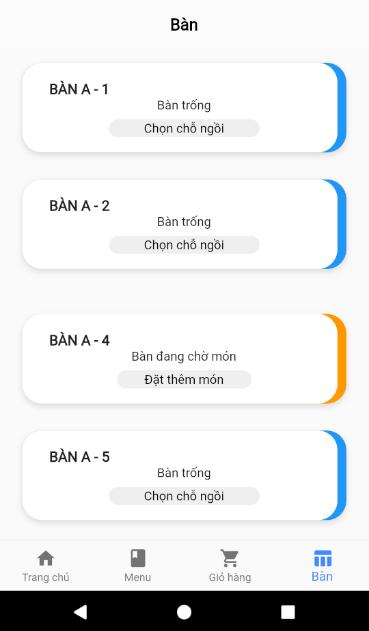 Bàn
BÀN A - 1
Bàn trống
Chọn chỗ ngồi
BÀN A - 2
Bàn trống
Chọn chỗ ngồi
BÀN A - 4
Bàn đang chờ món
Đặt thêm món
BÀN A - 5
Bàn trống
Chọn chỗ ngồi
Trang chủ
Menu
Giỏ hàng
Bàn